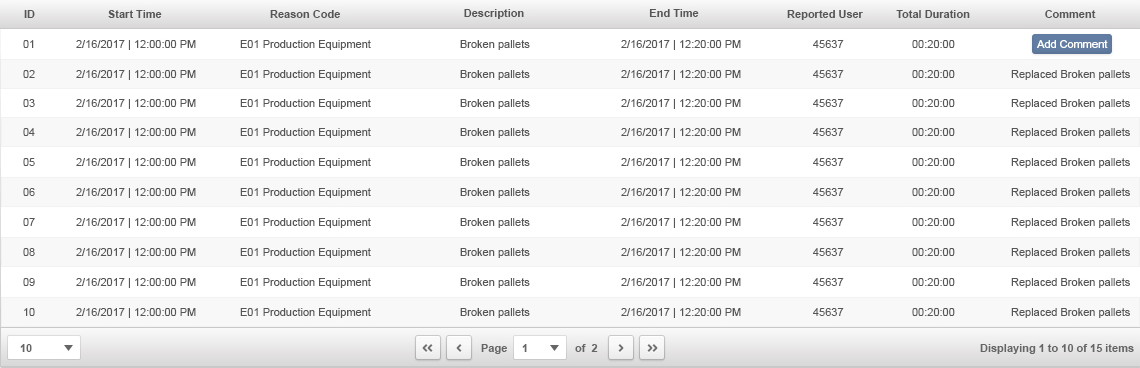 ID Start Time Reason Code Description End Time Reported User Total Duration Comment
01 2/16/2017 | 12:00:00 PM E01 Production Equipment Broken pallets 2/16/2017 | 12:20:00 PM 45637 00:20:00 Add Comment
02 2/16/2017 | 12:00:00 PM E01 Production Equipment Broken pallets 2/16/2017 | 12:20:00 PM 45637 00:20:00 Replaced Broken pallets
03 2/16/2017 | 12:00:00 PM E01 Production Equipment Broken pallets 2/16/2017 | 12:20:00 PM 45637 00:20:00 Replaced Broken pallets
04 2/16/2017 | 12:00:00 PM E01 Production Equipment Broken pallets 2/16/2017 | 12:20:00 PM 45637 00:20:00 Replaced Broken pallets
05 2/16/2017 | 12:00:00 PM E01 Production Equipment Broken pallets 2/16/2017 | 12:20:00 PM 45637 00:20:00 Replaced Broken pallets
06 2/16/2017 | 12:00:00 PM E01 Production Equipment Broken pallets 2/16/2017 | 12:20:00 PM 45637 00:20:00 Replaced Broken pallets
07 2/16/2017 | 12:00:00 PM E01 Production Equipment Broken pallets 2/16/2017 | 12:20:00 PM 45637 00:20:00 Replaced Broken pallets
08 2/16/2017 | 12:00:00 PM E01 Production Equipment Broken pallets 2/16/2017 | 12:20:00 PM 45637 00:20:00 Replaced Broken pallets
09 2/16/2017 | 12:00:00 PM E01 Production Equipment Broken pallets 2/16/2017 | 12:20:00 PM 45637 00:20:00 Replaced Broken pallets
10 2/16/2017 | 12:00:00 PM E01 Production Equipment Broken pallets 2/16/2017 | 12:20:00 PM 45637 00:20:00 Replaced Broken pallets
10 Page 1 of 2 Displaying 1 to 10 of 15 items